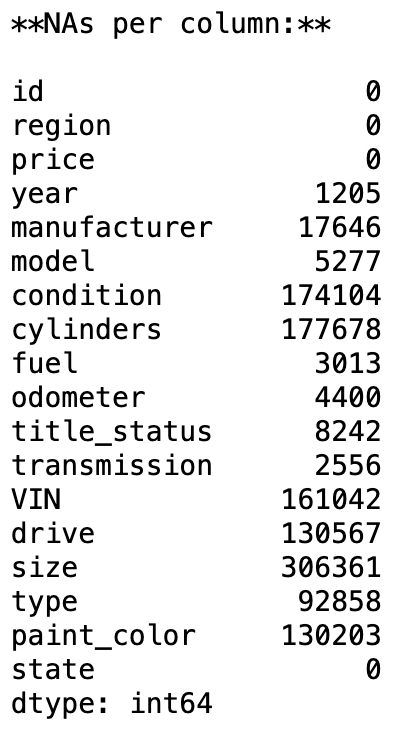 **NAs per column:**
id 0
region 0
price 0
year 1205
manufacturer 17646
model 5277
condition 174104
cylinders 177678
fuel 3013
odometer 4400
title_status 8242
transmission 2556
VIN 161042
drive 130567
size 306361
type 92858
paint_color 130203
state 0
dtype: int64